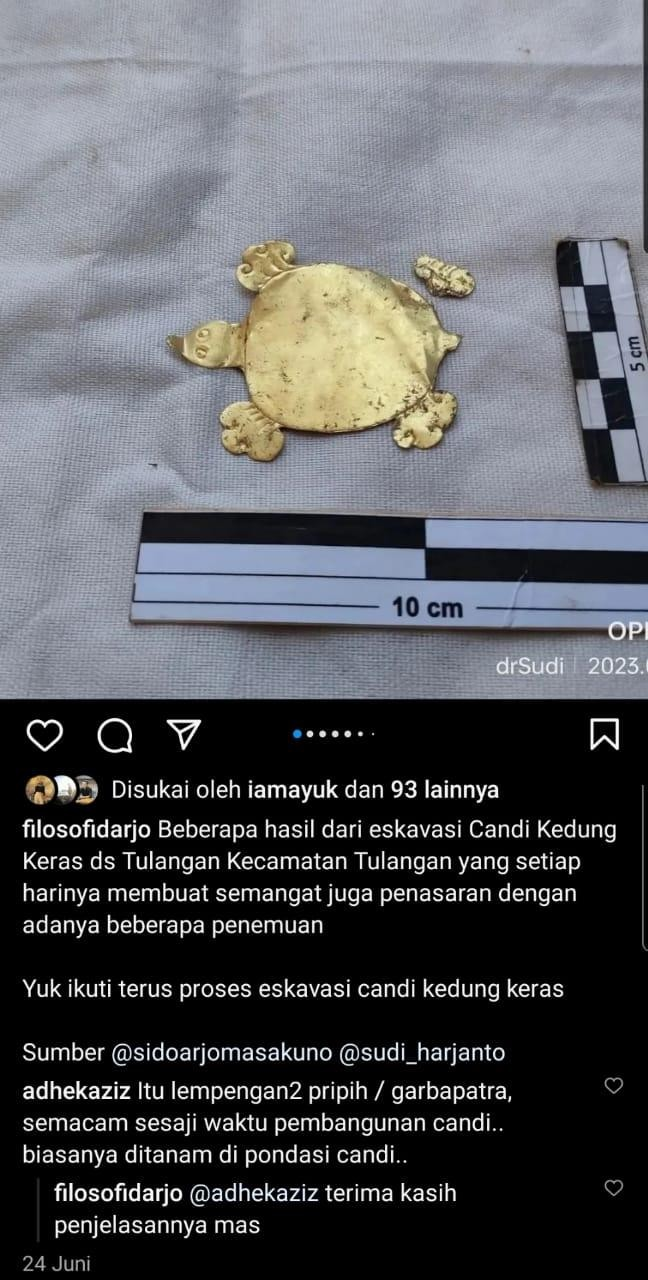 5 cm
10 cm
drSudi 2023.
Disukai oleh iamayuk dan 93 lainnya
filosofidarjo Beberapa hasil dari eskavasi Candi Kedung
Keras ds Tulangan Kecamatan Tulangan yang setiap
harinya membuat semangat juga penasaran dengan
adanya beberapa penemuan
Yuk ikuti terus proses eskavasi candi kedung keras
Sumber @sidoarjomasakuno @sudi_harjanto
adhekaziz Itu lempengan2 pripih / garbapatra,
semacam sesaji waktu pembangunan candi..
biasanya ditanam di pondasi candi..
filosofidarjo @adhekaziz terima kasih
penjelasannya mas
24 Juni